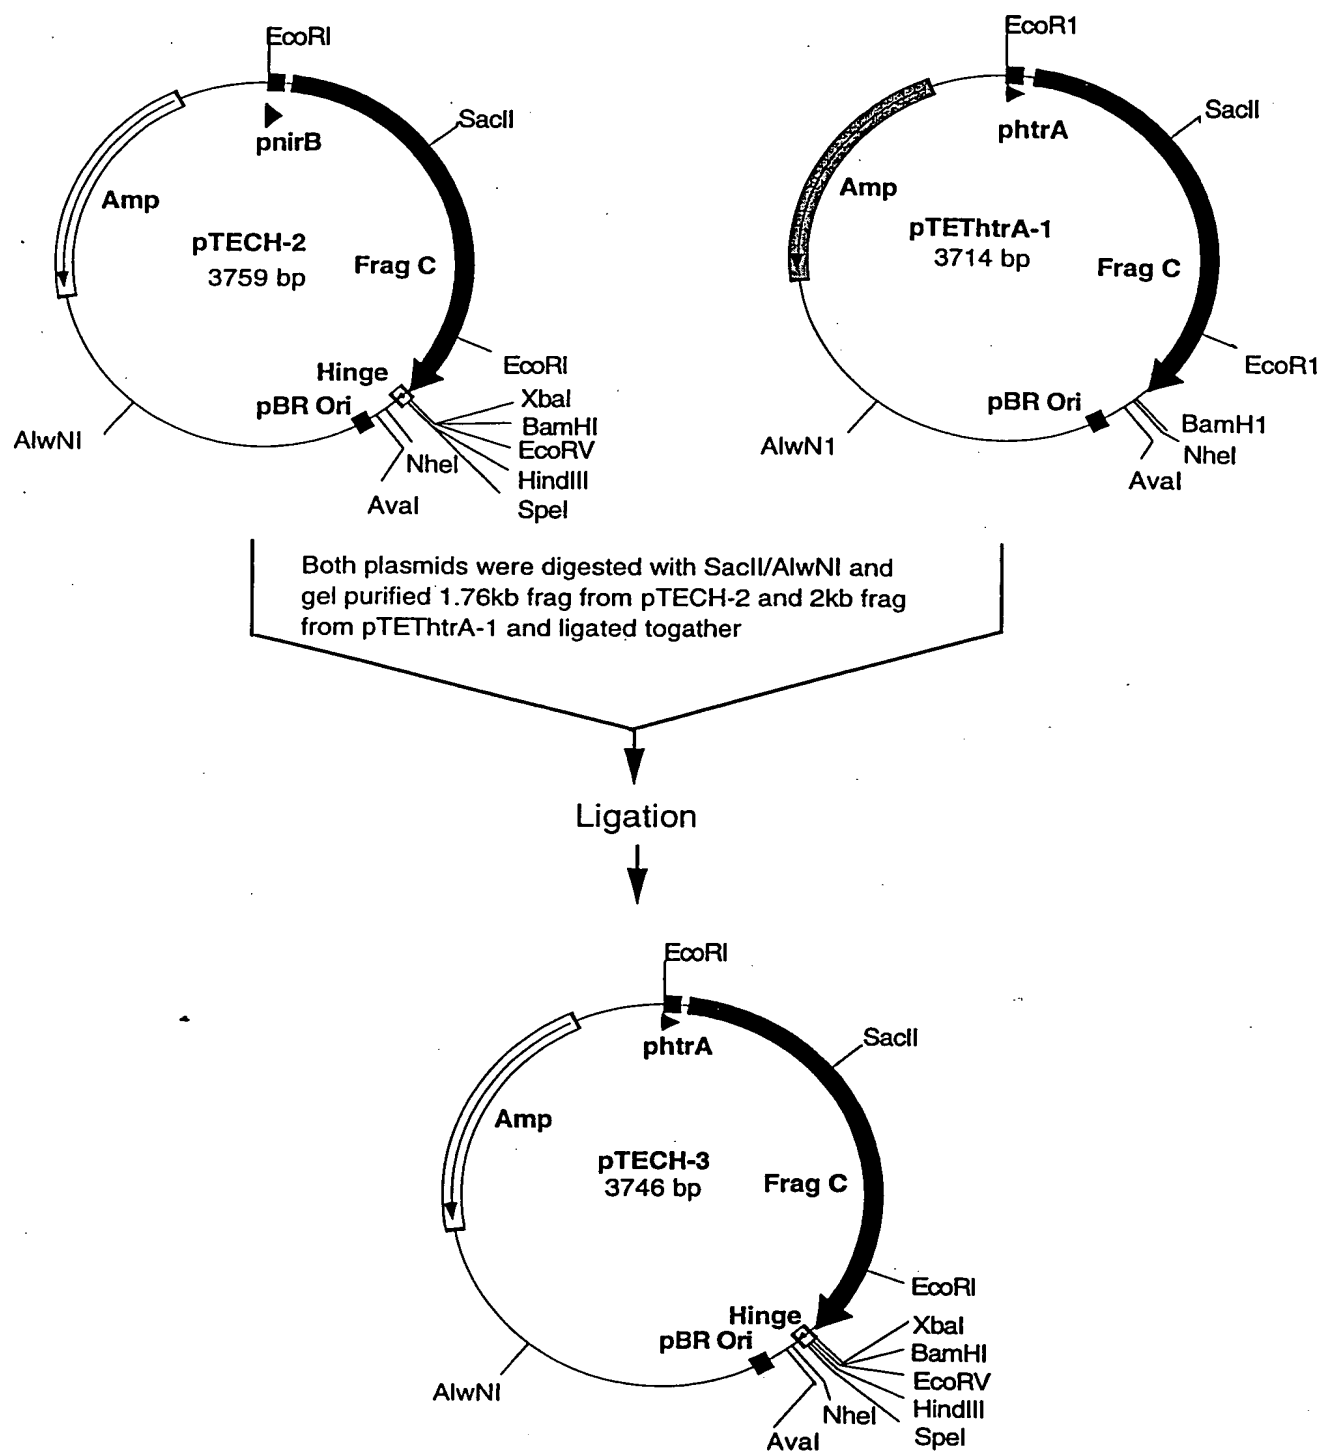 EcoRI
SacII
pnirB
Amp
pTECH-2
3759 bp
Frag C
EcoRI
Hinge
XbaI
pBR Ori
BamHI
EcoRV
AlwNI
NheI
HindIII
AvaI
SpeI
EcoR1
SacII
phtrA
Amp
pTEThtrA-1
3714 bp
Frag C
EcoR1
pBR Ori
BamH1
AlwN1
NheI
AvaI
Both plasmids were digested with SacII/AlwNI and
gel purified 1.76kb frag from pTECH-2 and 2kb frag
from pTEThtrA-1 and ligated togather
Ligation
EcoRI
SacII
phtrA
Amp
pTECH-3
3746 bp
Frag C
EcoRI
Hinge
XbaI
pBR Ori
BamHI
EcoRV
AlwNI
HindIII
NheI
SpeI
AvaI